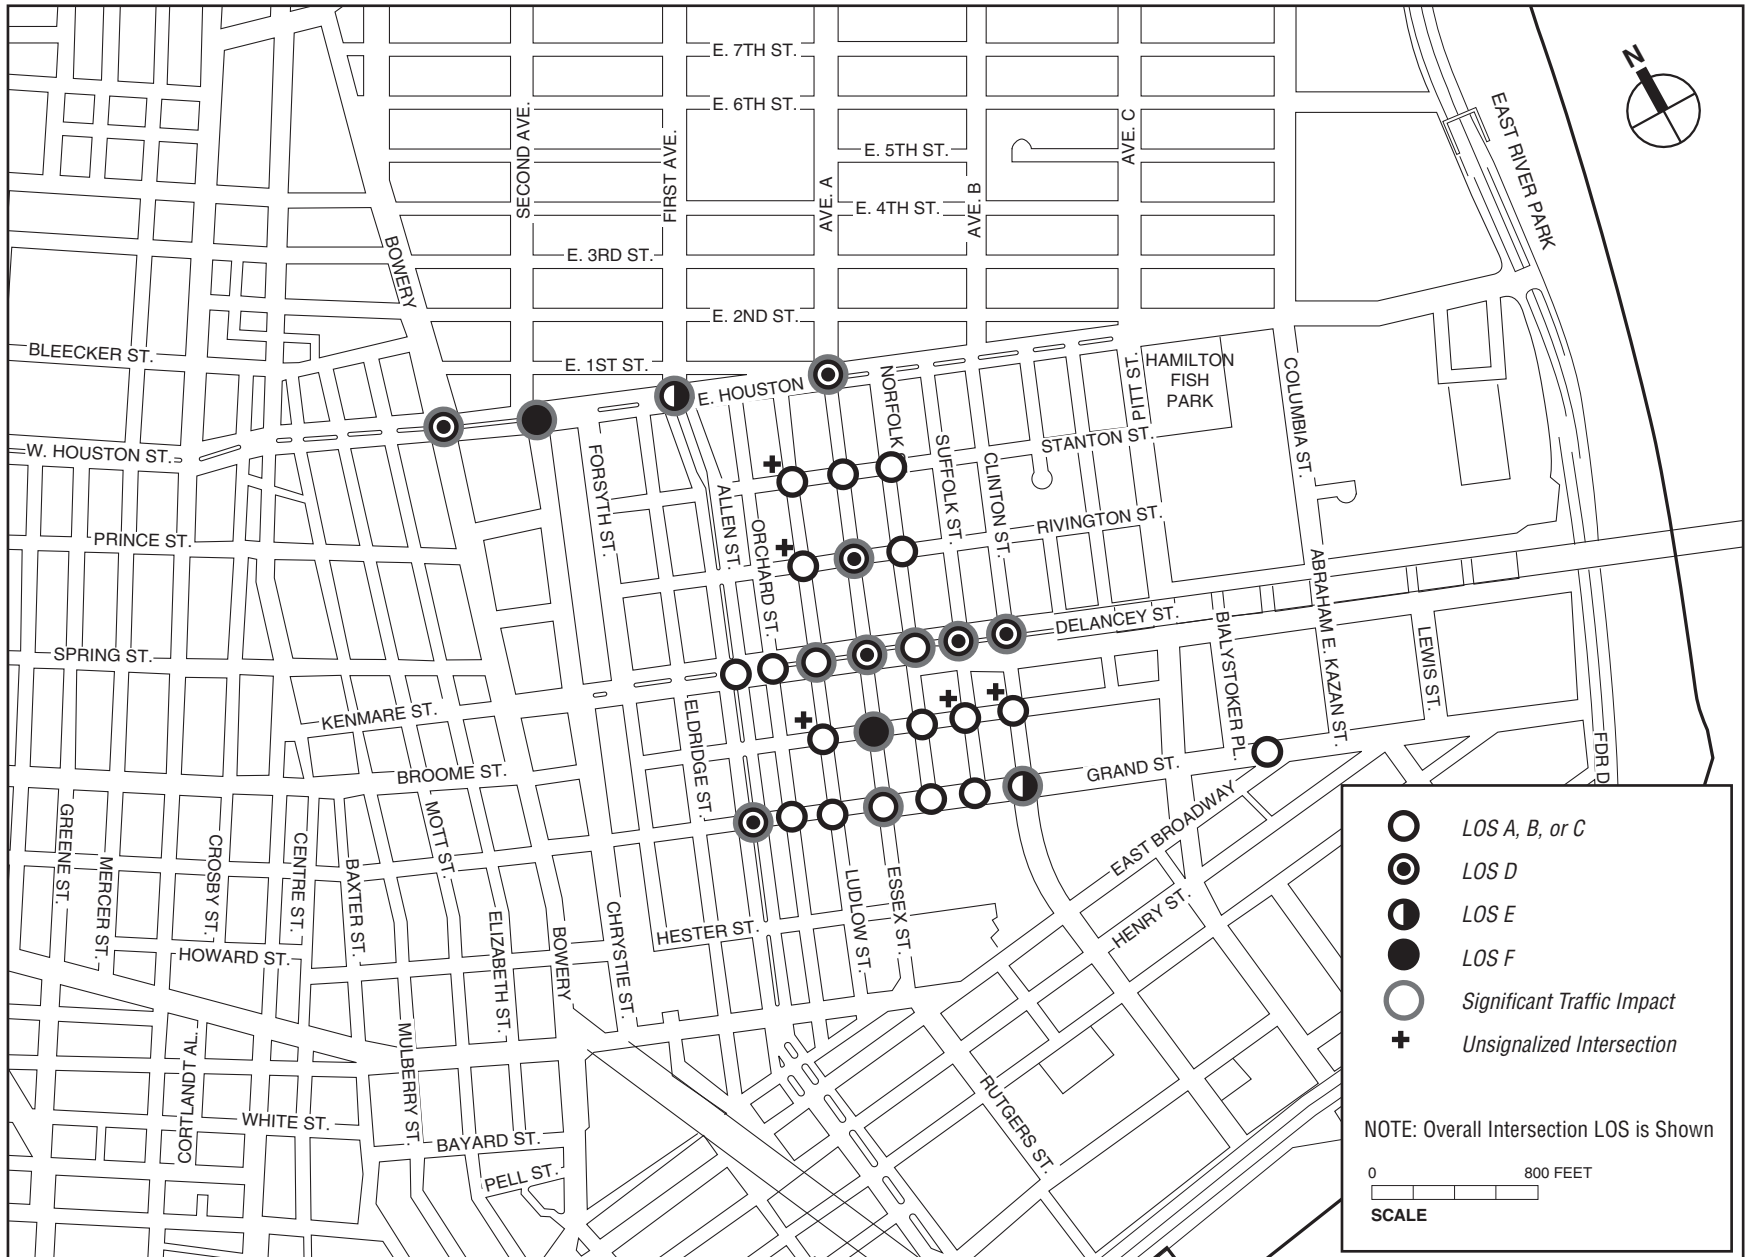 E. 7TH ST.
E. 6TH ST.
E. 5TH ST.
E. 4TH ST.
E. 3RD ST.
E. 2ND ST.
E. 1ST ST.
SECOND AVE.
FIRST AVE.
AVE. A
AVE. B
AVE. C
N
EAST RIVER PARK
BOWERY
BLEECKER ST.
W. HOUSTON ST.
E. HOUSTON
NORFOLK
HAMILTON
FISH
PARK
PITT ST.
COLUMBIA ST.
STANTON ST.
SUFFOLK ST.
CLINTON ST.
FORSYTH ST.
ALLEN ST.
ORCHARD ST.
RIVINGTON ST.
PRINCE ST.
ABRAHAM E. KAZAN ST.
DELANCEY ST.
BIALYSTOKER PL.
LEWIS ST.
SPRING ST.
KENMARE ST.
ELDRIDGE ST.
BROOME ST.
GRAND ST.
FDR D
EAST BROADWAY
HENRY ST.
GREENE ST.
MERCER ST.
CROSBY ST.
CENTRE ST.
BAXTER ST.
MOTT ST.
ELIZABETH ST.
BOWERY
CHRYSTIE ST.
HESTER ST.
LUDLOW ST.
ESSEX ST.
HOWARD ST.
CORTLANDT AL.
MULBERRY ST.
WHITE ST.
BAYARD ST.
PELL ST.
RUTGERS ST.
LOS A, B, or C
LOS D
LOS E
LOS F
Significant Traffic Impact
Unsignalized Intersection
NOTE: Overall Intersection LOS is Shown
0 800 FEET
SCALE